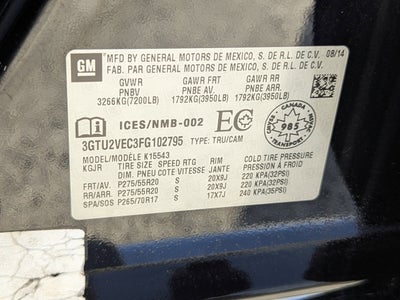 GM
MFD BY GENERAL MOTORS DE MEXICO, S. DE R.L. DE C.V. 08/14
FAB. PAR GENERAL MOTORS DE MEXICO, S. DE R.L. DE C.V.
GVWR GAWR FRT GAWR RR
PNBV PNBE AV. PNBE ARR.
3266KG(7200LB) 1792KG(3950LB) 1792KG(3950LB)
ICES/NMB-002 EC CANADA 985
3GTU2VEC3FG102795 TYPE: TRU/CAM
MODEL/MODÈLE K15543
KGJR TIRE SIZE SPEED RTG RIM COLD TIRE PRESSURE
DIM. PNEU COTE VITESSE JANTE À FROID PRESS. PNEU
FRT/AV. P275/55R20 S 20X9J 220 KPA(32PSI)
RR/ARR. P275/55R20 S 20X9J 220 KPA(32PSI)
SPA/SEC P265/70R17 S 17X7J 240 KPA(35PSI)